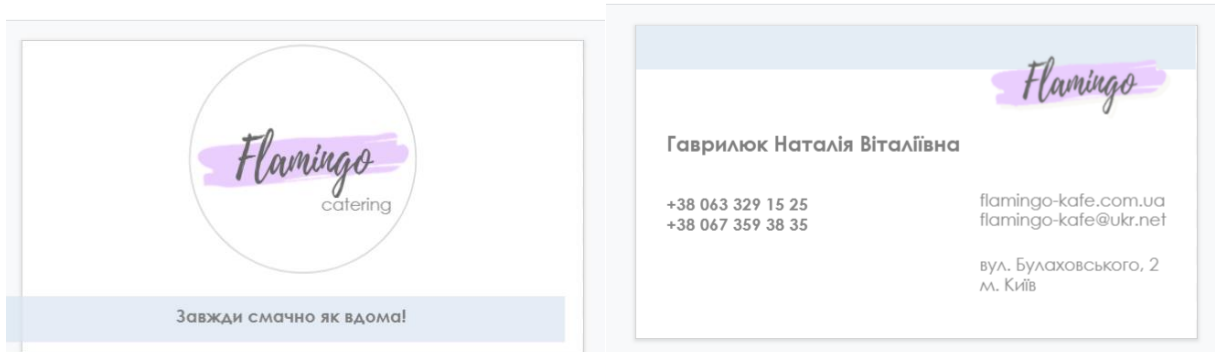 Flamingo
catering
Завжди смачно як вдома!
Flamingo
Гаврилюк Наталія Віталіївна
+38 063 329 15 25
+38 067 359 38 35
flamingo-kafe.com.ua
flamingo-kafe@ukr.net
вул. Булаховського, 2
м. Київ